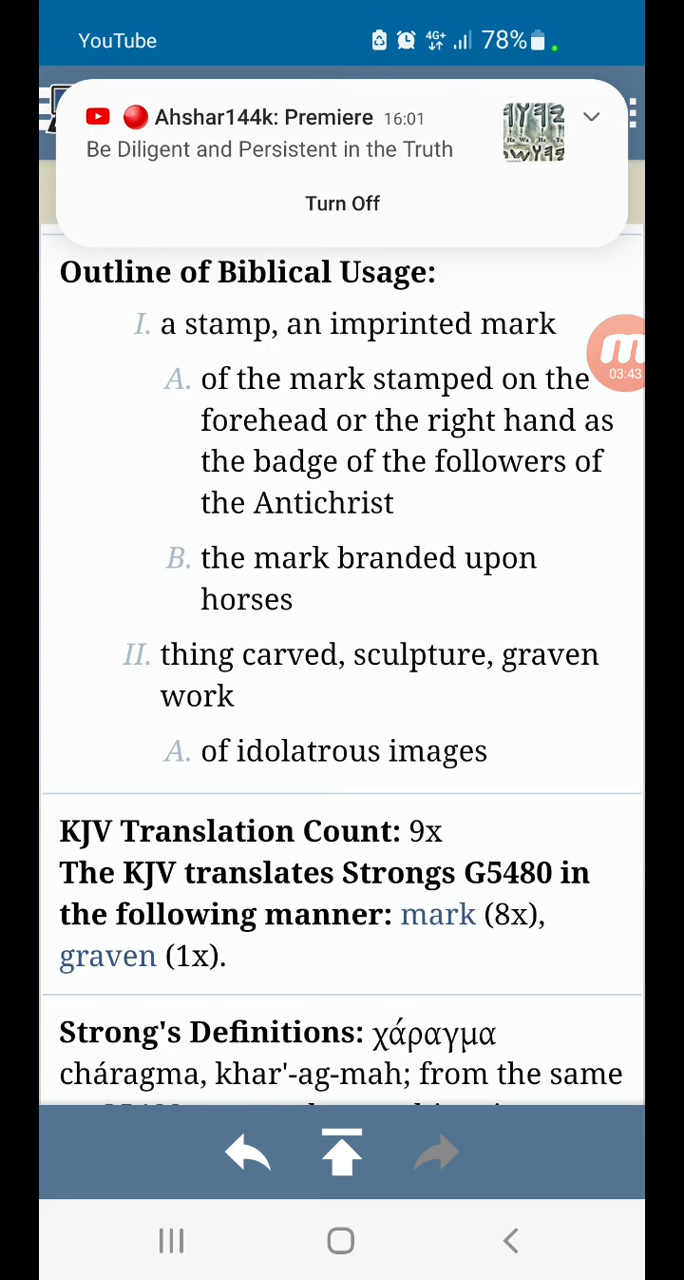 YouTube 4G+ 78%
Ahshar144k: Premiere 16:01
Be Diligent and Persistent in the Truth
Turn Off
Outline of Biblical Usage:
I. a stamp, an imprinted mark
A. of the mark stamped on the
forehead or the right hand as
the badge of the followers of
the Antichrist
B. the mark branded upon
horses
II. thing carved, sculpture, graven
work
A. of idolatrous images
KJV Translation Count: 9x
The KJV translates Strongs G5480 in
the following manner: mark (8x),
graven (1x).
Strong's Definitions: χάραγμα
cháragma, khar'-ag-mah; from the same
m
03:43